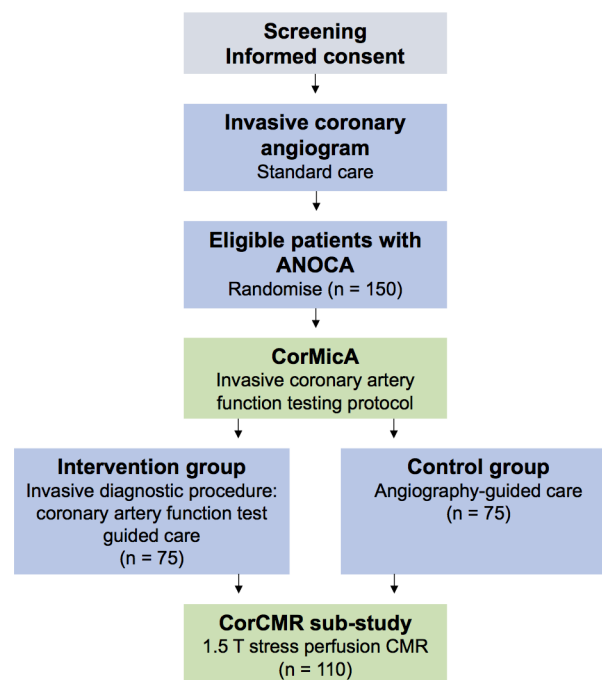 Screening
Informed consent
Invasive coronary
angiogram
Standard care
Eligible patients with
ANOCA
Randomise (n = 150)
CorMicA
Invasive coronary artery
function testing protocol
Intervention group
Invasive diagnostic procedure:
coronary artery function test
guided care
(n = 75)
Control group
Angiography-guided care
(n = 75)
CorCMR sub-study
1.5 T stress perfusion CMR
(n = 110)